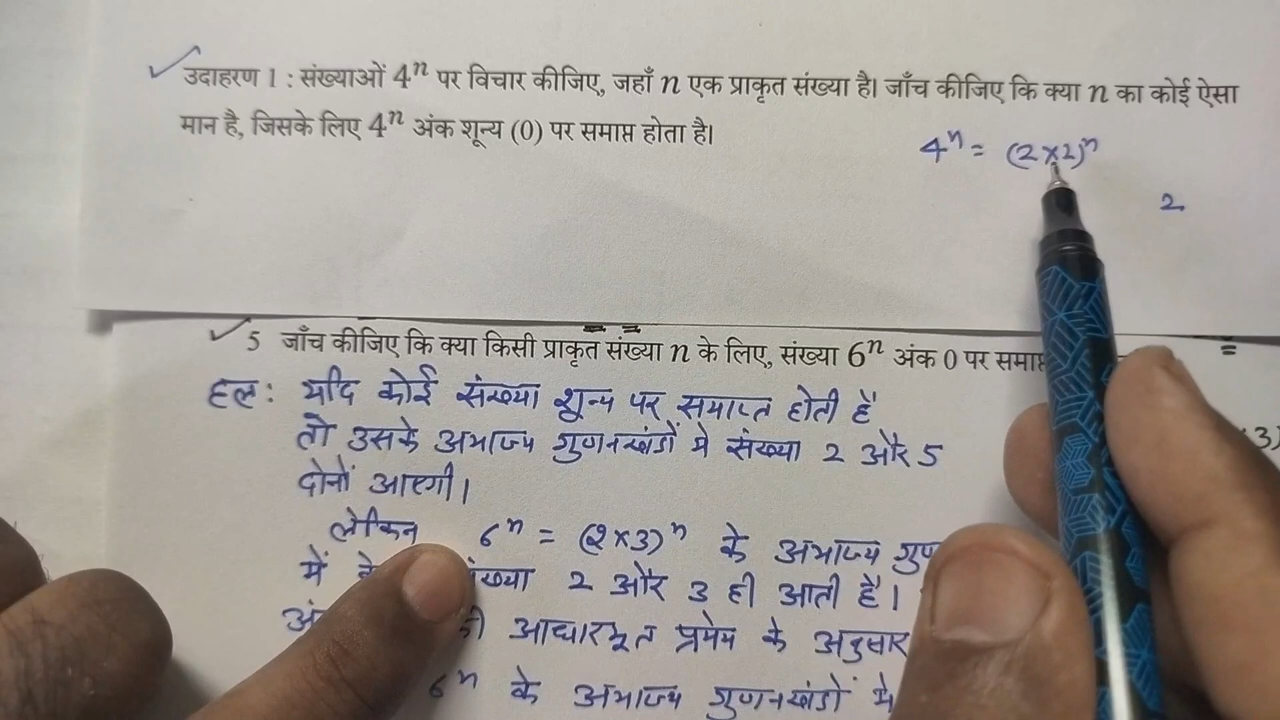 उदाहरण 1 : संख्याओं 4ⁿ पर विचार कीजिए, जहाँ n एक प्राकृत संख्या है। जाँच कीजिए कि क्या n का कोई ऐसा
मान है, जिसके लिए 4ⁿ अंक शून्य (0) पर समाप्त होता है।
4ⁿ = (2×2)ⁿ
2
5 जाँच कीजिए कि क्या किसी प्राकृत संख्या n के लिए, संख्या 6ⁿ अंक 0 पर
हल: यदि कोई संख्या शून्य पर समाप्त होती है
तो उसके अभाज्य गुणनखंडों मे संख्या 2 और 5
दोनों आएगी।
लेकिन 6ⁿ = (2×3)ⁿ के अभाज्य
में संख्या 2 और 3 ही आती है।
आधारभूत प्रमेय के अनुसार
6ⁿ के अभाज्य गुणनखंडों मे